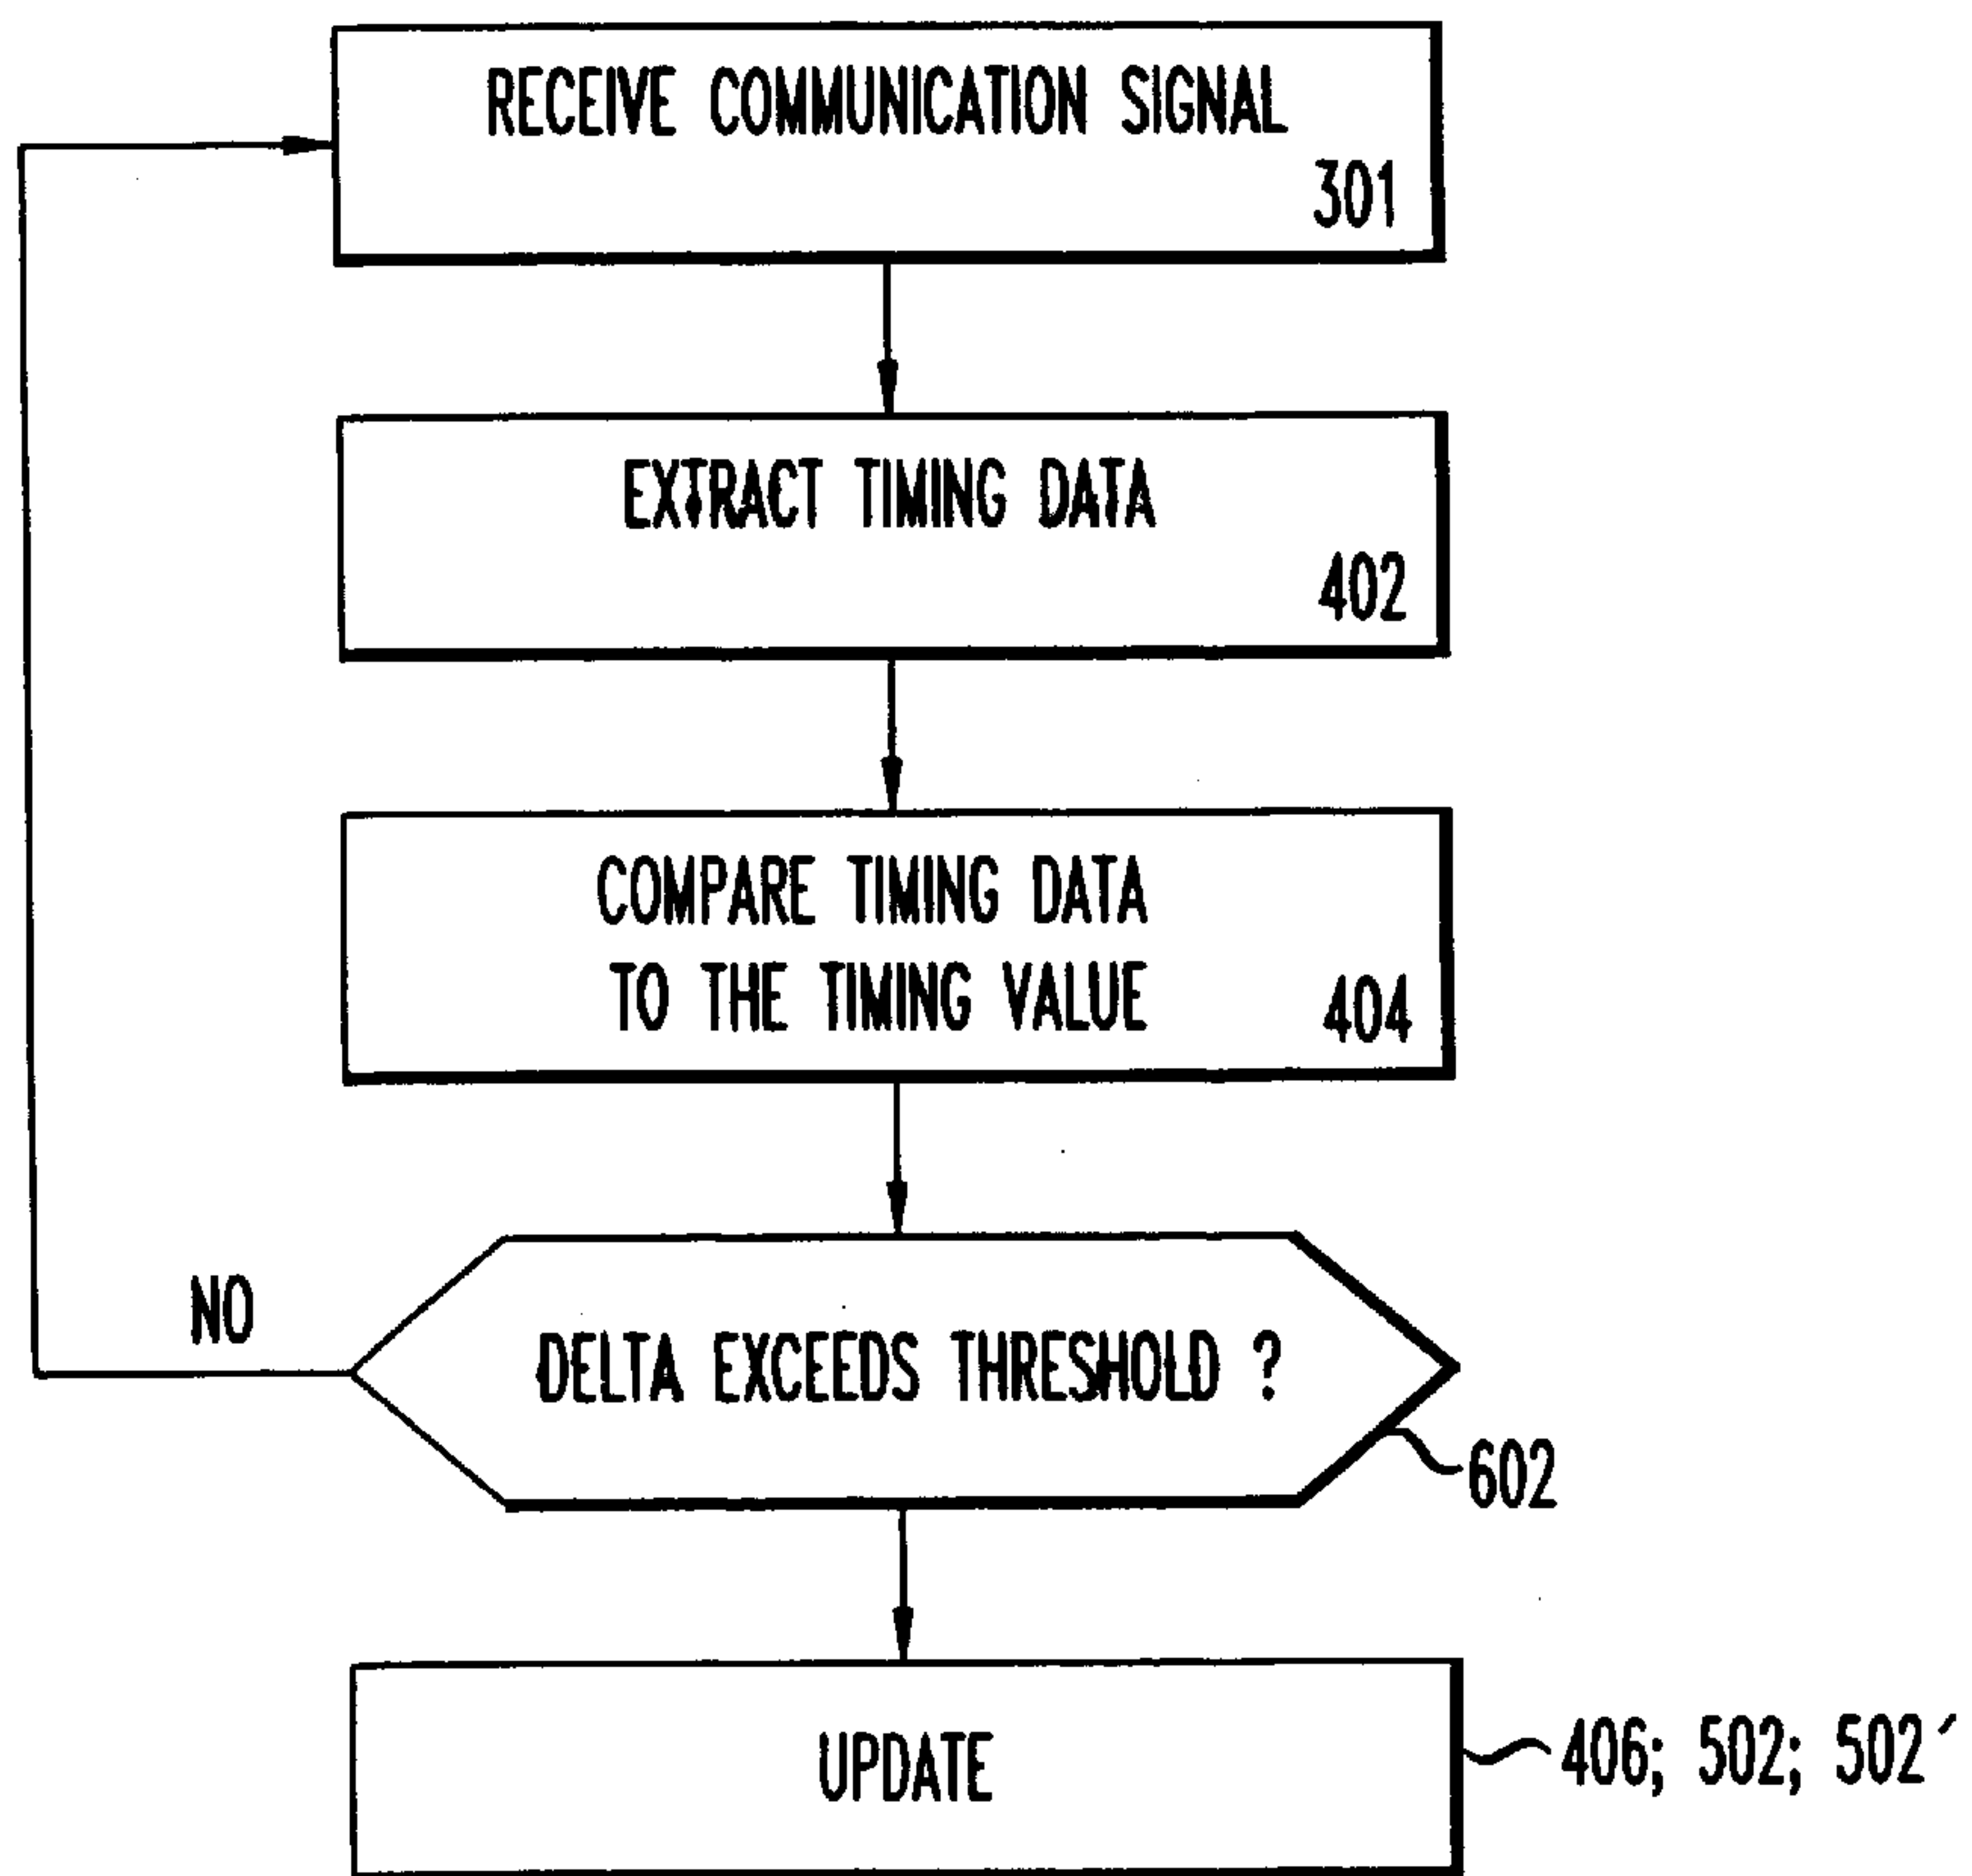 RECEIVE COMMUNICATION SIGNAL
301
EXTRACT TIMING DATA
402
COMPARE TIMING DATA
TO THE TIMING VALUE
404
NO
DELTA EXCEEDS THRESHOLD ?
602
UPDATE
406; 502; 502´